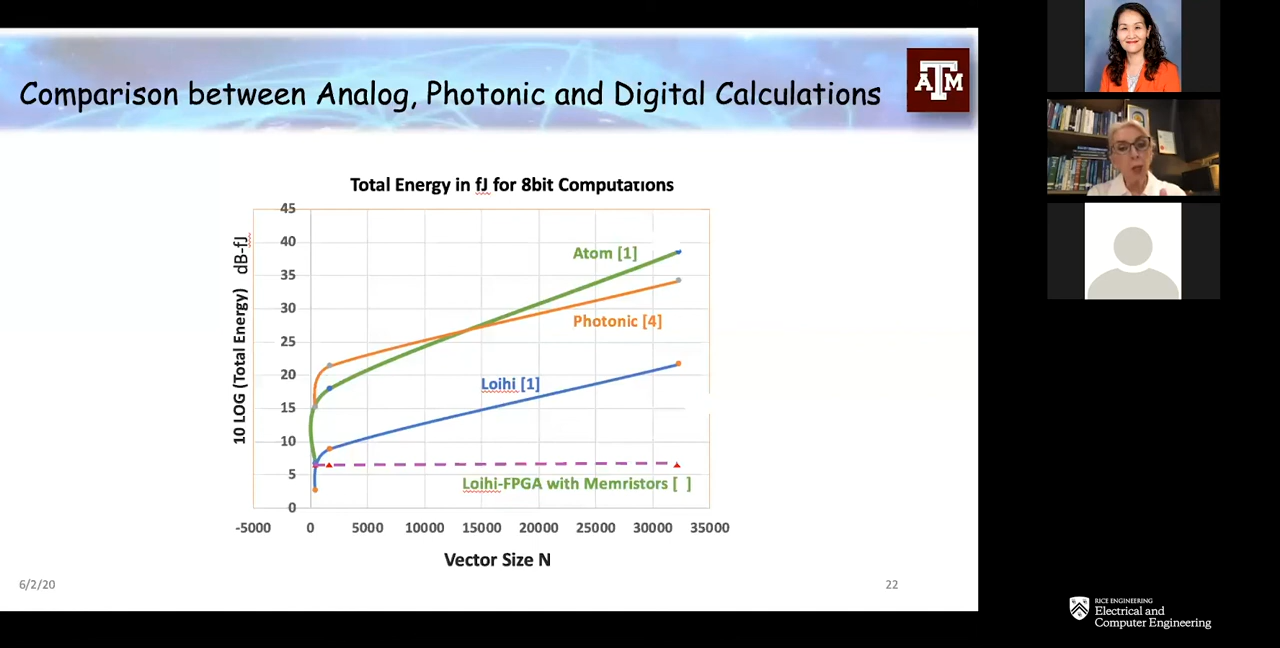 Comparison between Analog, Photonic and Digital Calculations
A M
Total Energy in fJ for 8bit Computations
10 LOG (Total Energy) dB-fJ
45
40
35
30
25
20
15
10
5
0
Atom [1]
Photonic [4]
Loihi [1]
Loihi-FPGA with Memristors [ ]
-5000 0 5000 10000 15000 20000 25000 30000 35000
Vector Size N
6/2/20
22
RICE ENGINEERING
Electrical and
Computer Engineering